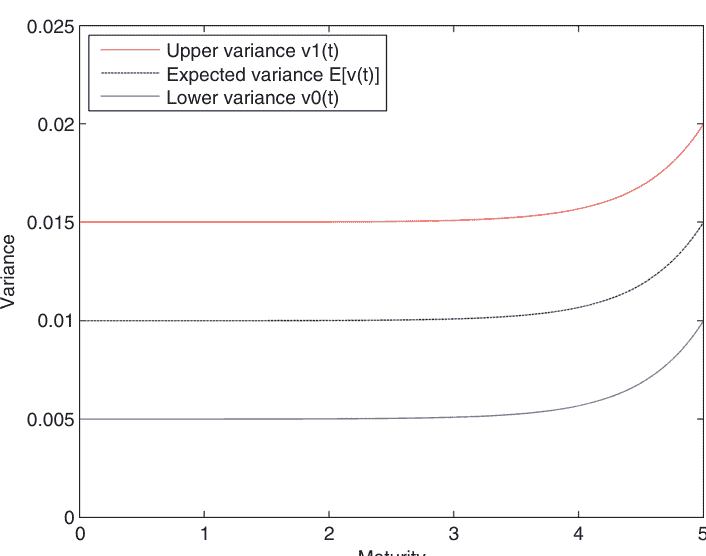 0.025
Upper variance v1(t)
Expected variance E[v(t)]
Lower variance v0(t)
0.02
0.015
Variance
0.01
0.005
0
0 1 2 3 4 5
Maturity